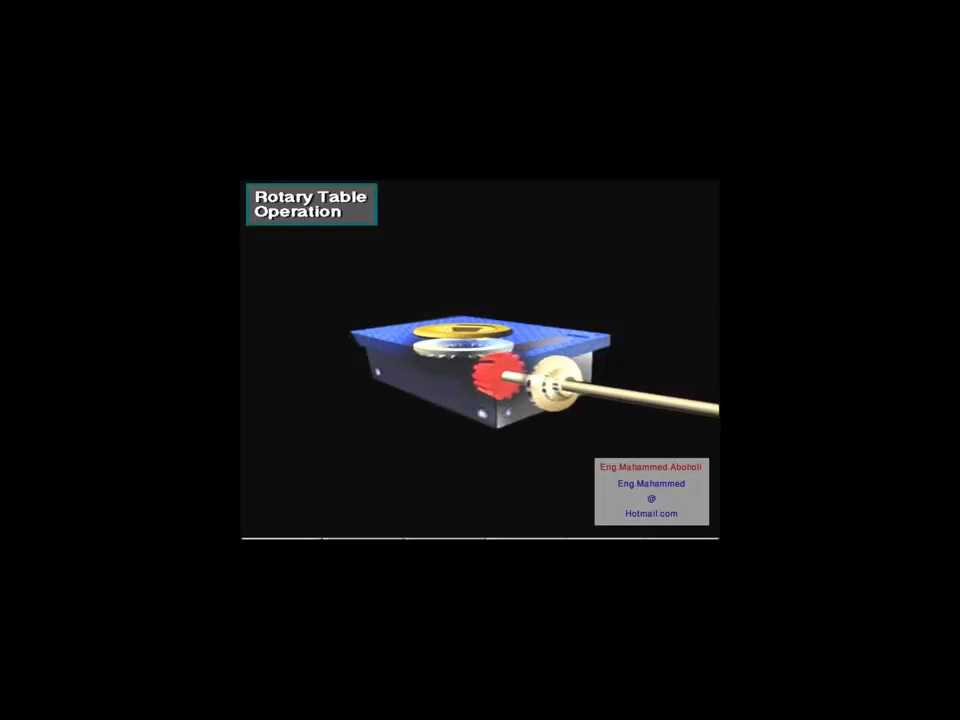 Rotary Table
Operation
Eng.Mahammed Aboholi
Eng.Mahammed
@
Hotmail.com